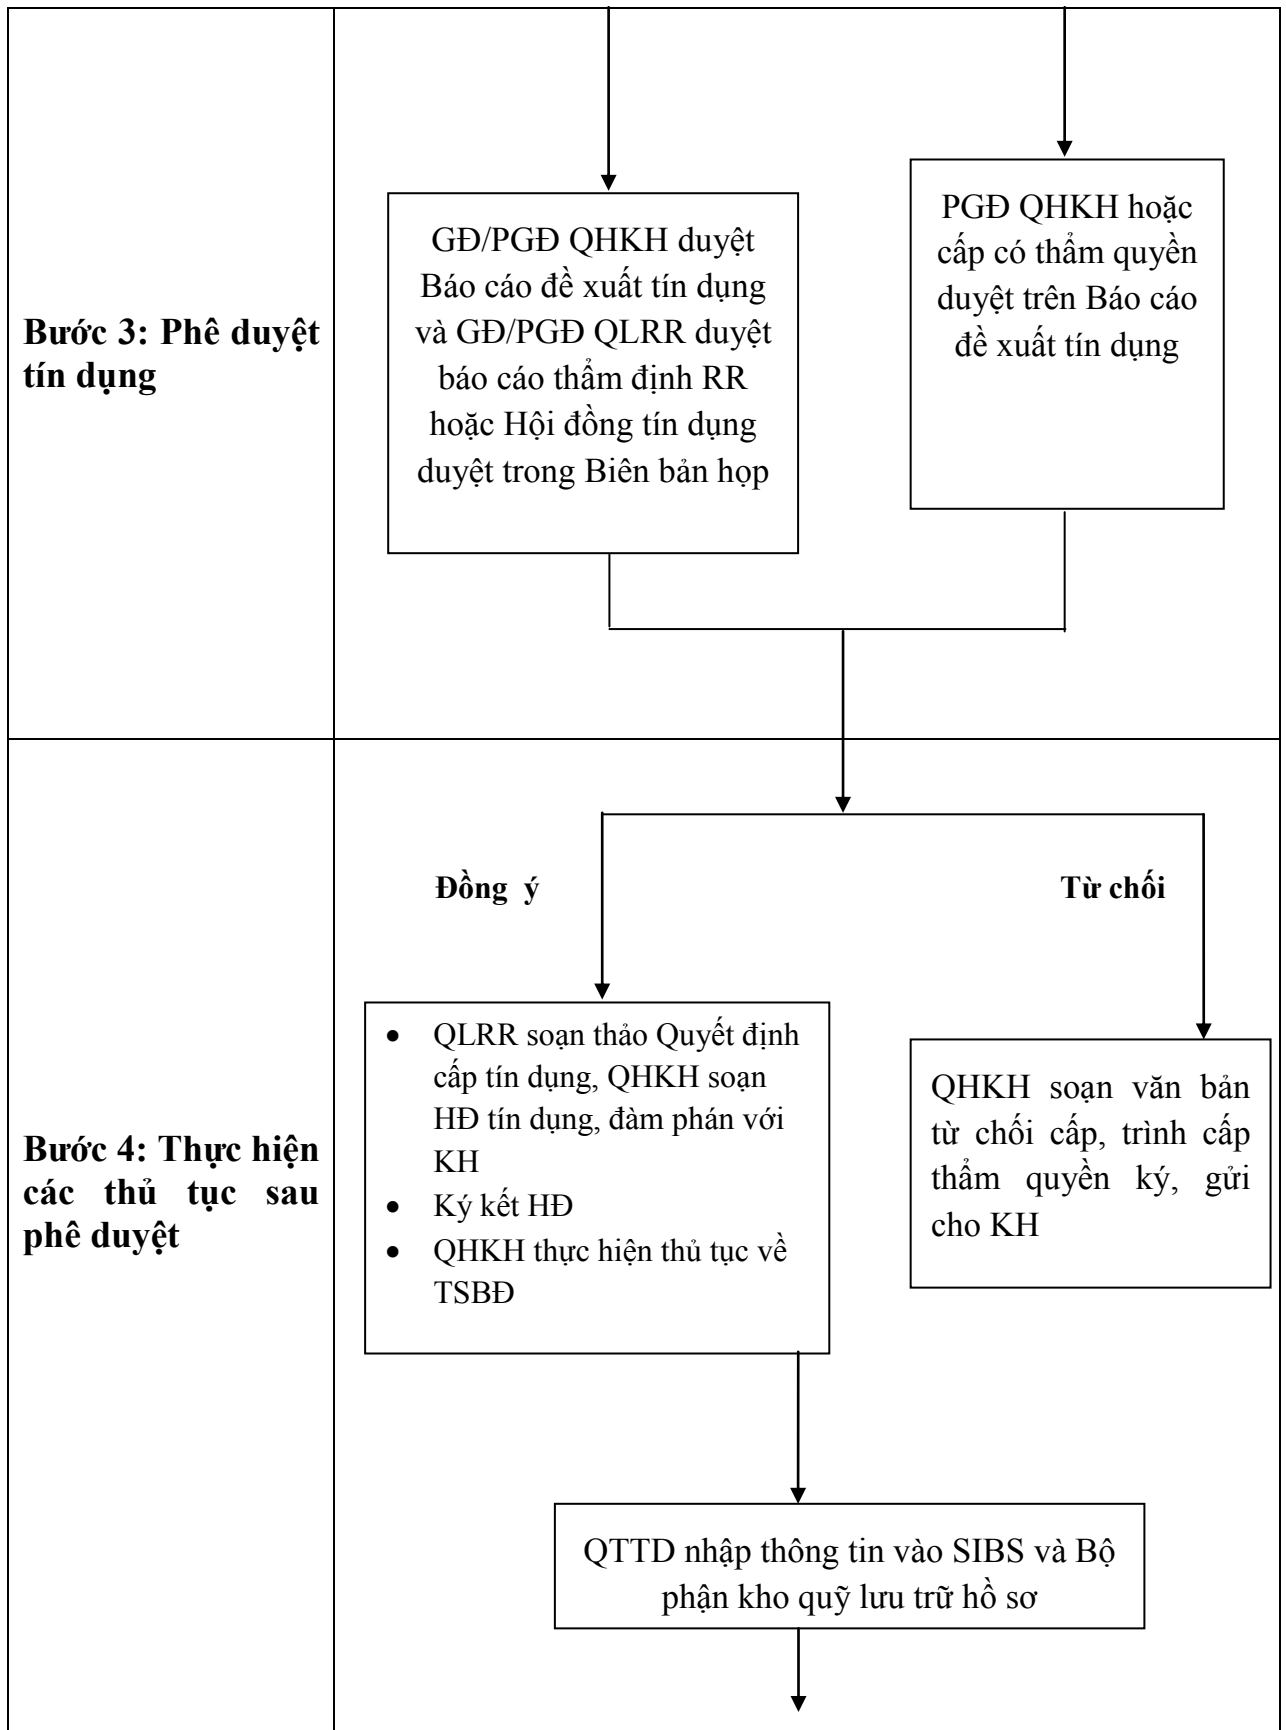 Bước 3: Phê duyệt
tín dụng
GĐ/PGĐ QHKH duyệt
Báo cáo đề xuất tín dụng
và GĐ/PGĐ QLRR duyệt
báo cáo thẩm định RR
hoặc Hội đồng tín dụng
duyệt trong Biên bản họp
PGĐ QHKH hoặc
cấp có thẩm quyền
duyệt trên Báo cáo
đề xuất tín dụng
Bước 4: Thực hiện
các thủ tục sau
phê duyệt
Đồng ý
Từ chối
• QLRR soạn thảo Quyết định
cấp tín dụng, QHKH soạn
HĐ tín dụng, đàm phán với
KH
• Ký kết HĐ
• QHKH thực hiện thủ tục về
TSBĐ
QHKH soạn văn bản
từ chối cấp, trình cấp
thẩm quyền ký, gửi
cho KH
QTTD nhập thông tin vào SIBS và Bộ
phận kho quỹ lưu trữ hồ sơ